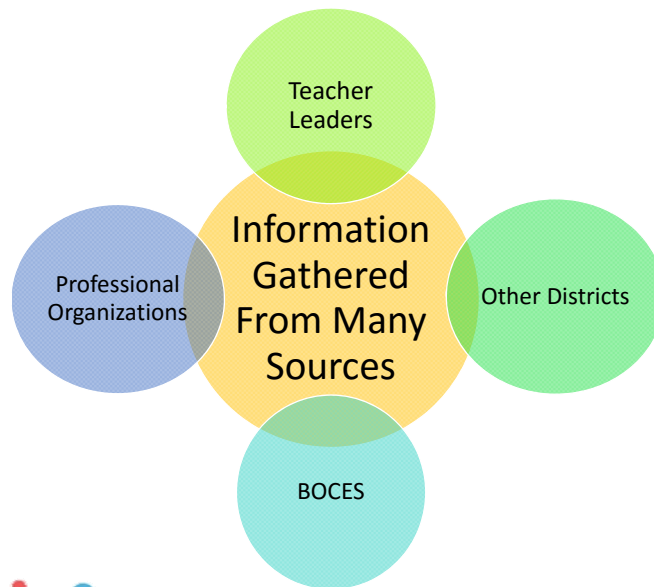 Teacher
Leaders
Information
Gathered
From Many
Sources
Professional
Organizations
Other Districts
BOCES